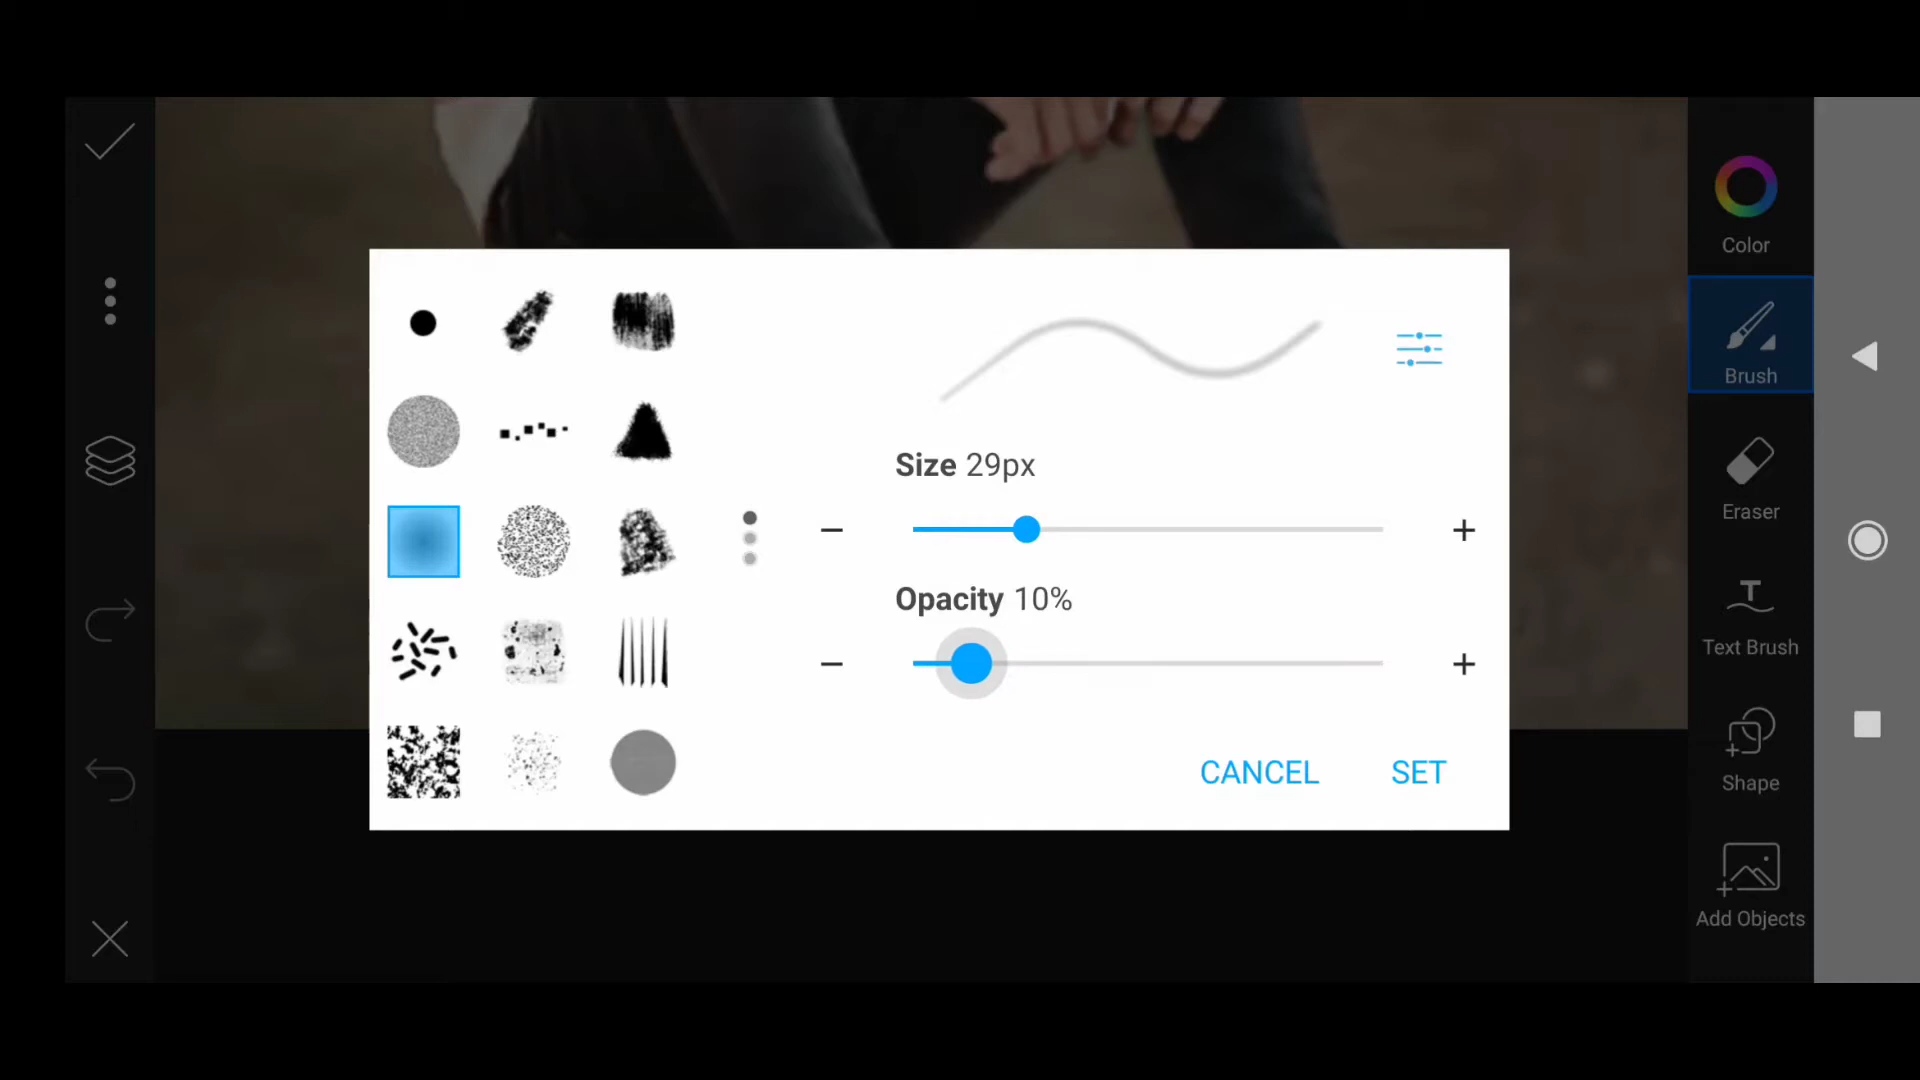 Size 29px
Opacity 10%
CANCEL
SET
Color
Brush
Eraser
T
Text Brush
Shape
Add Objects